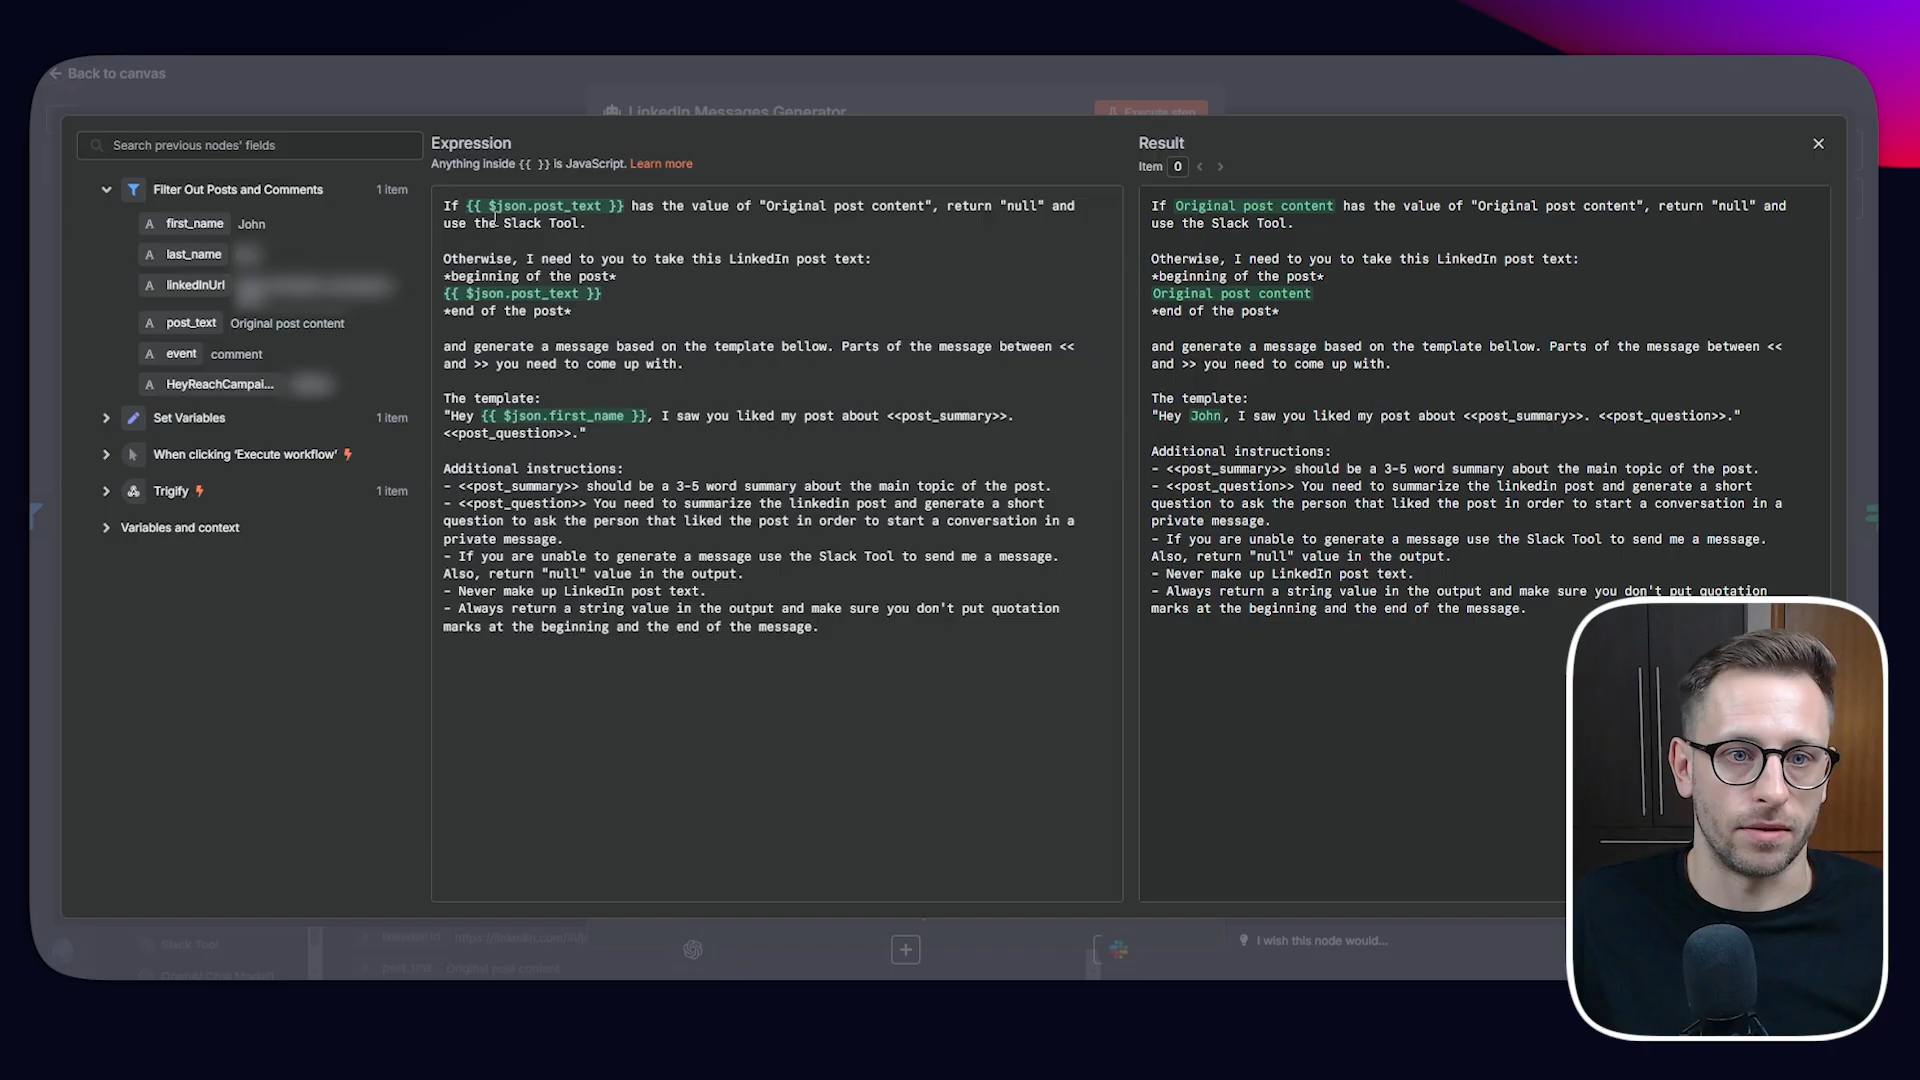 Back to canvas
LinkedIn Messages Generator
Execute step
Search previous nodes' fields
Filter Out Posts and Comments
1 item
first_name
John
last_name
linkedInUrl
post_text
Original post content
event
comment
HeyReachCampai...
Set Variables
1 item
When clicking 'Execute workflow'
Trigify
1 item
Variables and context
Expression
Anything inside {{ }} is JavaScript. Learn more
If {{ $json.post_text }} has the value of "Original post content", return "null" and
use the Slack Tool.
Otherwise, I need to you to take this LinkedIn post text:
*beginning of the post*
{{ $json.post_text }}
*end of the post*
and generate a message based on the template bellow. Parts of the message between <<
and >> you need to come up with.
The template:
"Hey {{ $json.first_name }}, I saw you liked my post about <<post_summary>>.
<<post_question>>."
Additional instructions:
- <<post_summary>> should be a 3-5 word summary about the main topic of the post.
- <<post_question>> You need to summarize the linkedin post and generate a short
question to ask the person that liked the post in order to start a conversation in a
private message.
- If you are unable to generate a message use the Slack Tool to send me a message.
Also, return "null" value in the output.
- Never make up LinkedIn post text.
- Always return a string value in the output and make sure you don't put quotation
marks at the beginning and the end of the message.
Result
Item 0
If Original post content has the value of "Original post content", return "null" and
use the Slack Tool.
Otherwise, I need to you to take this LinkedIn post text:
*beginning of the post*
Original post content
*end of the post*
and generate a message based on the template bellow. Parts of the message between <<
and >> you need to come up with.
The template:
"Hey John, I saw you liked my post about <<post_summary>>. <<post_question>>."
Additional instructions:
- <<post_summary>> should be a 3-5 word summary about the main topic of the post.
- <<post_question>> You need to summarize the linkedin post and generate a short
question to ask the person that liked the post in order to start a conversation in a
private message.
- If you are unable to generate a message use the Slack Tool to send me a message.
Also, return "null" value in the output.
- Never make up LinkedIn post text.
- Always return a string value in the output and make sure you don't put quotation
marks at the beginning and the end of the message.
Slack Tool
OpenAI Chat Model1
linkedInUrl
https://linkedin.com/in/j
post_text
Original post content
I wish this node would...